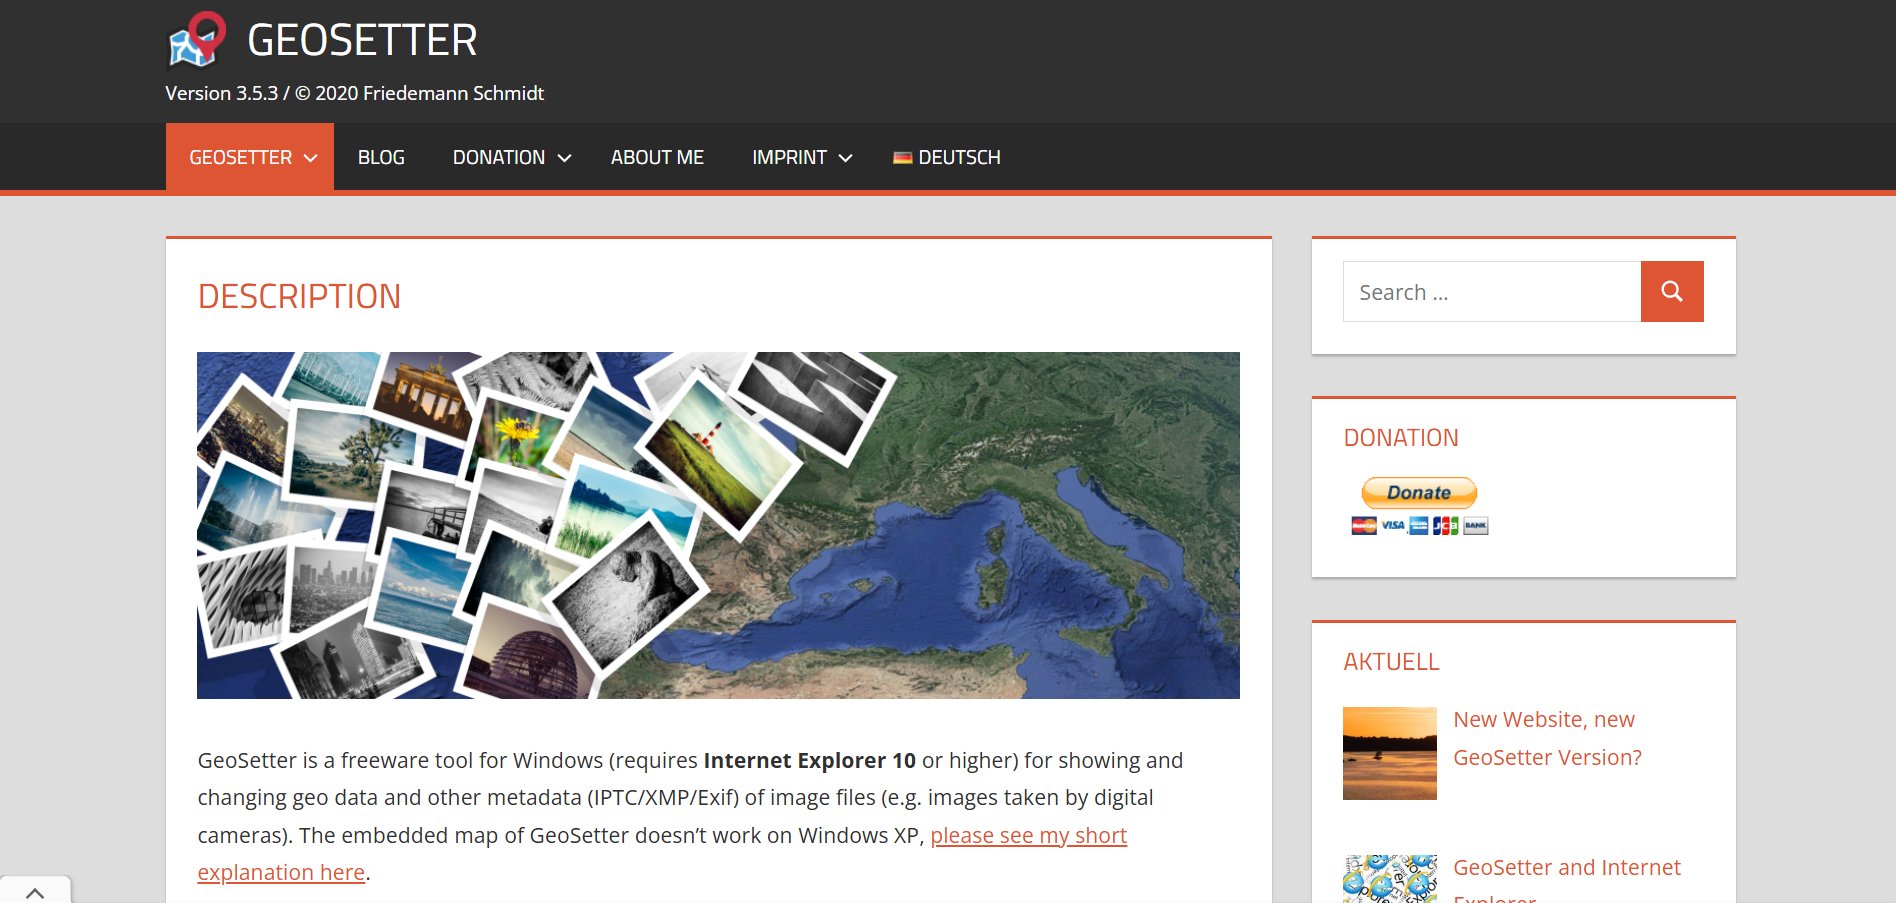 GEOSETTER
Version 3.5.3 / © 2020 Friedemann Schmidt
GEOSETTER
BLOG
DONATION
ABOUT ME
IMPRINT
DEUTSCH
DESCRIPTION
GeoSetter is a freeware tool for Windows (requires Internet Explorer 10 or higher) for showing and
changing geo data and other metadata (IPTC/XMP/Exif) of image files (e.g. images taken by digital
cameras). The embedded map of GeoSetter doesn’t work on Windows XP, please see my short
explanation here.
Search …
DONATION
Donate
MasterCard VISA JCB BANK
AKTUELL
New Website, new
GeoSetter Version?
GeoSetter and Internet
Explorer